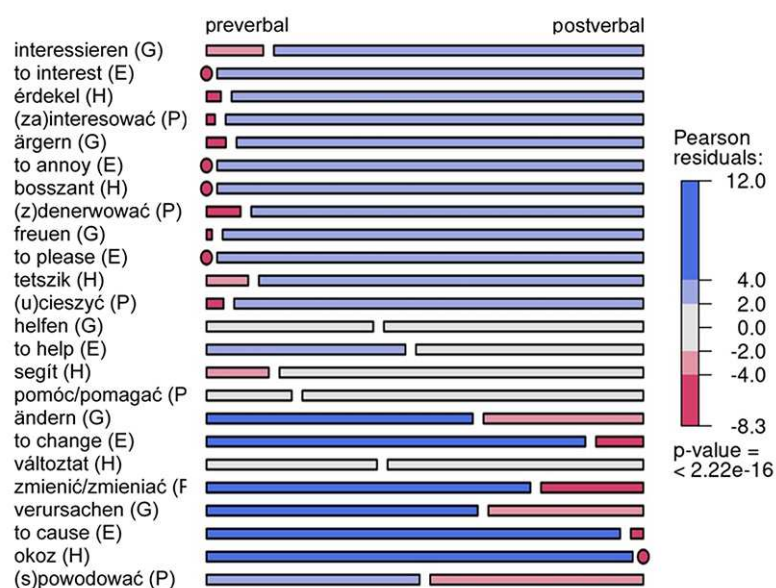 preverbal postverbal
interessieren (G)
to interest (E)
érdekel (H)
(za)interesować (P)
ärgern (G)
to annoy (E)
bosszant (H)
(z)denerwować (P)
freuen (G)
to please (E)
tetszik (H)
(u)cieszyć (P)
helfen (G)
to help (E)
segít (H)
pomóc/pomagać (P
ändern (G)
to change (E)
változtat (H)
zmienić/zmieniać (F
verursachen (G)
to cause (E)
okoz (H)
(s)powodować (P)
Pearson
residuals:
12.0
4.0
2.0
0.0
-2.0
-4.0
-8.3
p-value =
< 2.22e-16